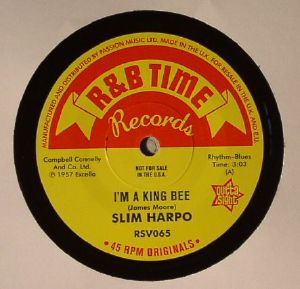 MANUFACTURED AND DISTRIBUTED BY PASSION MUSIC LTD. MADE IN THE U.K. FOR RESALE IN THE U.K. AND E.U.
R&B TIME
Records
Campbell Connelly
And Co. Ltd.
℗ 1957 Excello
NOT FOR SALE
IN THE U.S.A.
Rhythm-Blues
Time: 3:03
(A)
I'M A KING BEE
(James Moore)
SLIM HARPO
RSV065
outta sight
• 45 RPM ORIGINALS •